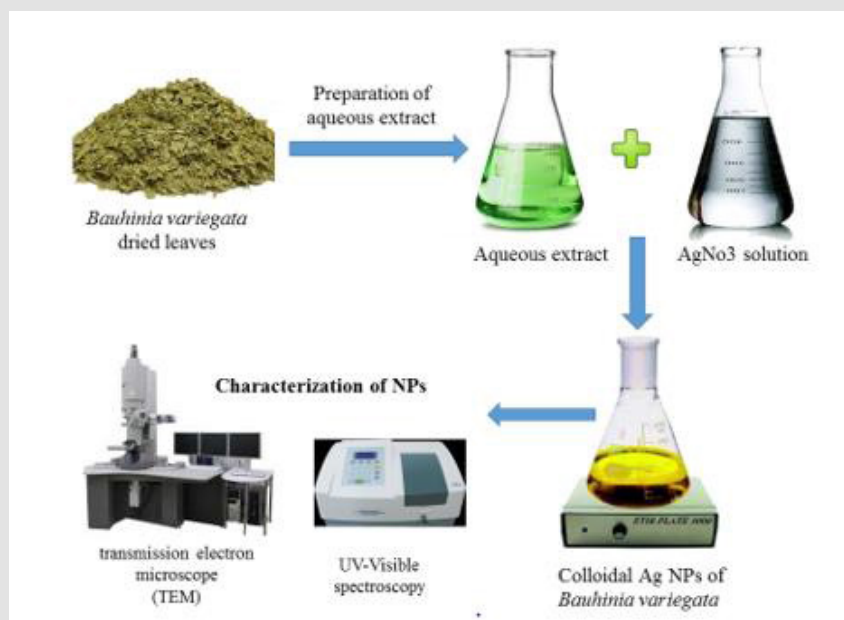 Preparation of
aqueous extract
Bauhinia variegata
dried leaves
Aqueous extract
AgNo3 solution
Characterization of NPs
transmission electron
microscope
(TEM)
UV-Visible
spectroscopy
Colloidal Ag NPs of
Bauhinia variegata